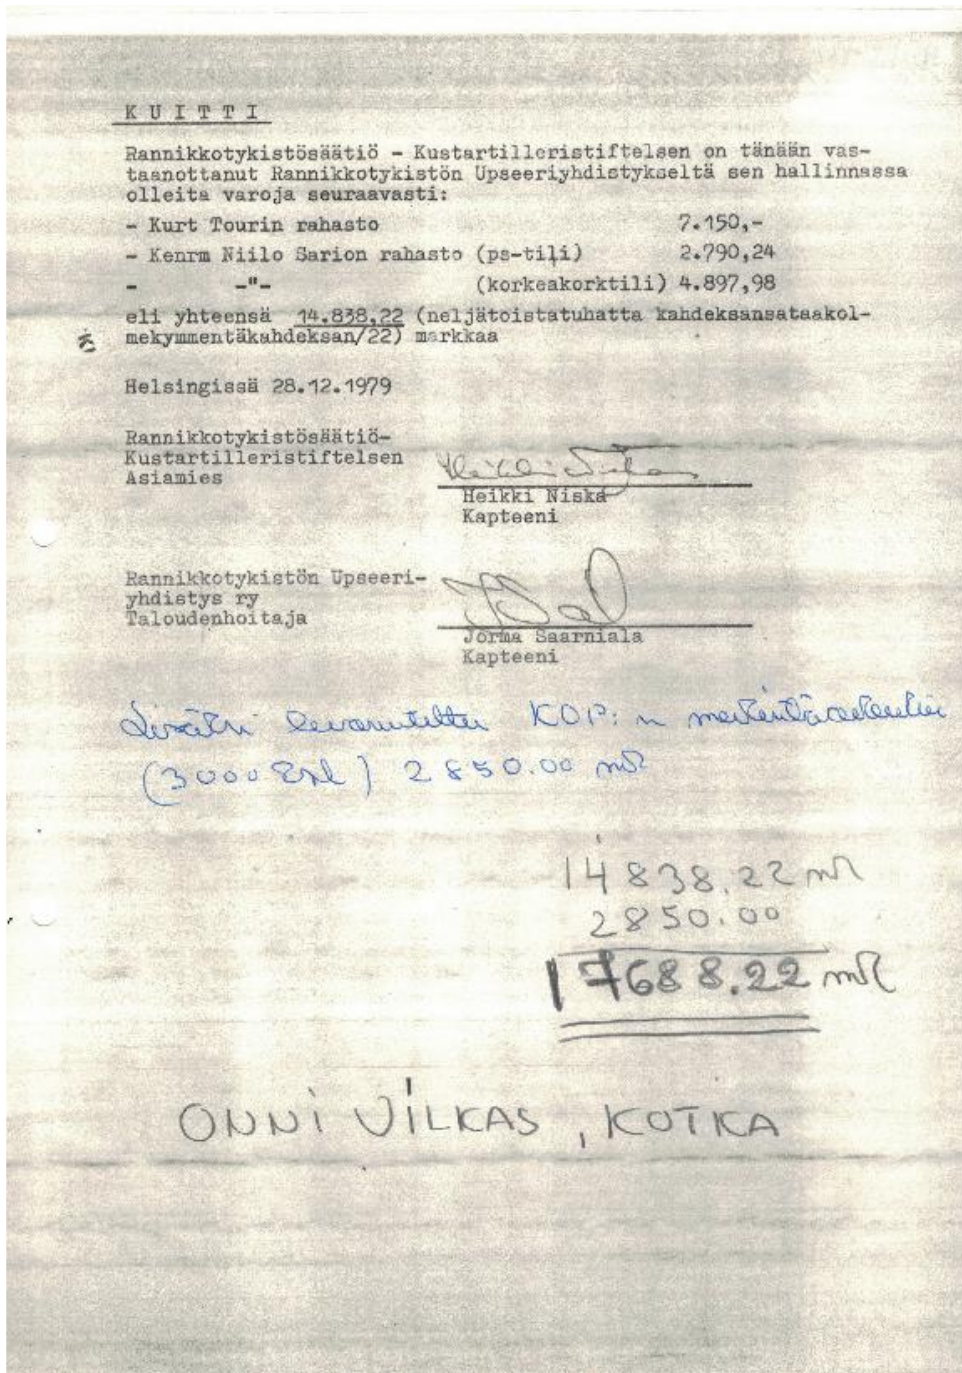 K U I T T I
Rannikkotykistösäätiö - Kustartilleristiftelsen on tänään vas-
taanottanut Rannikkotykistön Upseeriyhdistykseltä sen hallinnassa
olleita varoja seuraavasti:
- Kurt Tourin rahasto 7.150,-
- Kenrm Niilo Sarion rahasto (ps-tili) 2.790,24
- -"- (korkeakorktili) 4.897,98
eli yhteensä 14.838,22 (neljätoistatuhatta kahdeksansataakol-
mekymmentäkahdeksan/22) markkaa
Helsingissä 28.12.1979
Rannikkotykistösäätiö-
Kustartilleristiftelsen
Asiamies
Heikki Niska
Kapteeni
Rannikkotykistön Upseeri-
yhdistys ry
Taloudenhoitaja
Jorma Saarniala
Kapteeni
KOP:n
(3000 ) 2850.00 mk
14838.22 mk
2850.00
17688.22 mk
ONNI VILKAS, KOTKA